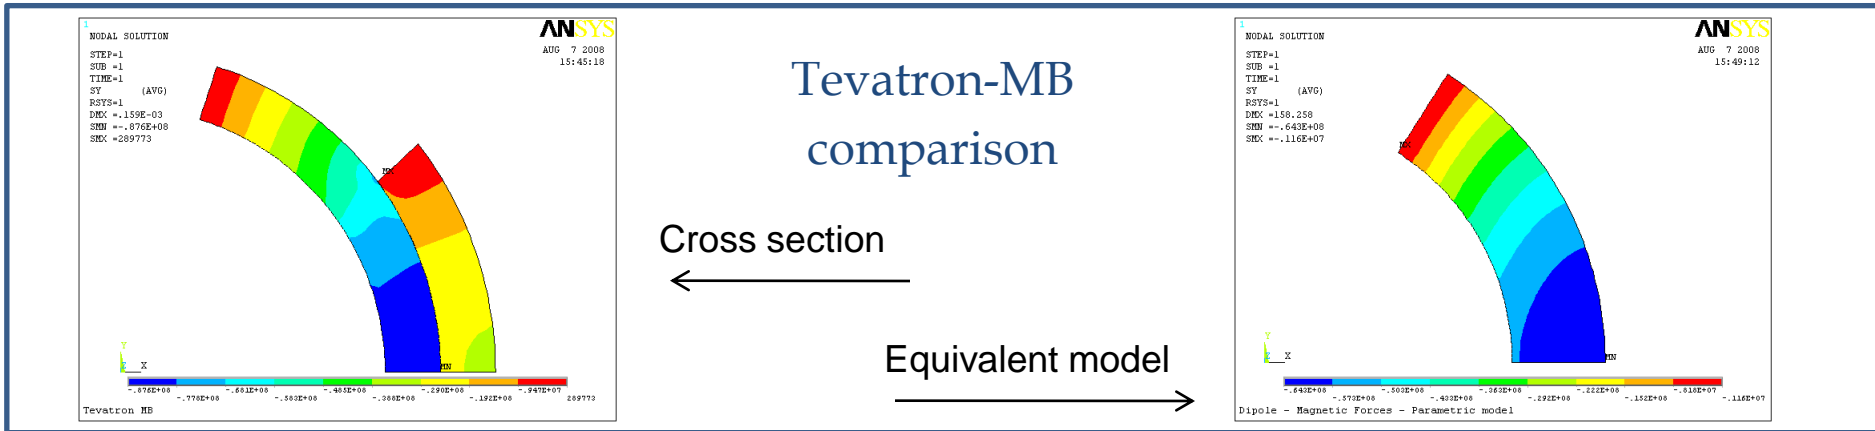 1
NODAL SOLUTION
STEP=1
SUB =1
TIME=1
SY (AVG)
RSYS=1
DMX =.159E-03
SMN =-.876E+08
SMX =289773
ANSYS
AUG 7 2008
15:45:18
MX
MN
Y
Z X
-.876E+08 -.681E+08 -.485E+08 -.290E+08 -.947E+07
-.778E+08 -.583E+08 -.388E+08 -.192E+08 289773
Tevatron MB
Tevatron-MB
comparison
Cross section
Equivalent model
1
NODAL SOLUTION
STEP=1
SUB =1
TIME=1
SY (AVG)
RSYS=1
DMX =158.258
SMN =-.643E+08
SMX =-.116E+07
ANSYS
AUG 7 2008
15:49:12
MX
MN
Y
Z X
-.643E+08 -.503E+08 -.363E+08 -.222E+08 -.818E+07
-.573E+08 -.433E+08 -.292E+08 -.152E+08 -.116E+07
Dipole - Magnetic Forces - Parametric model